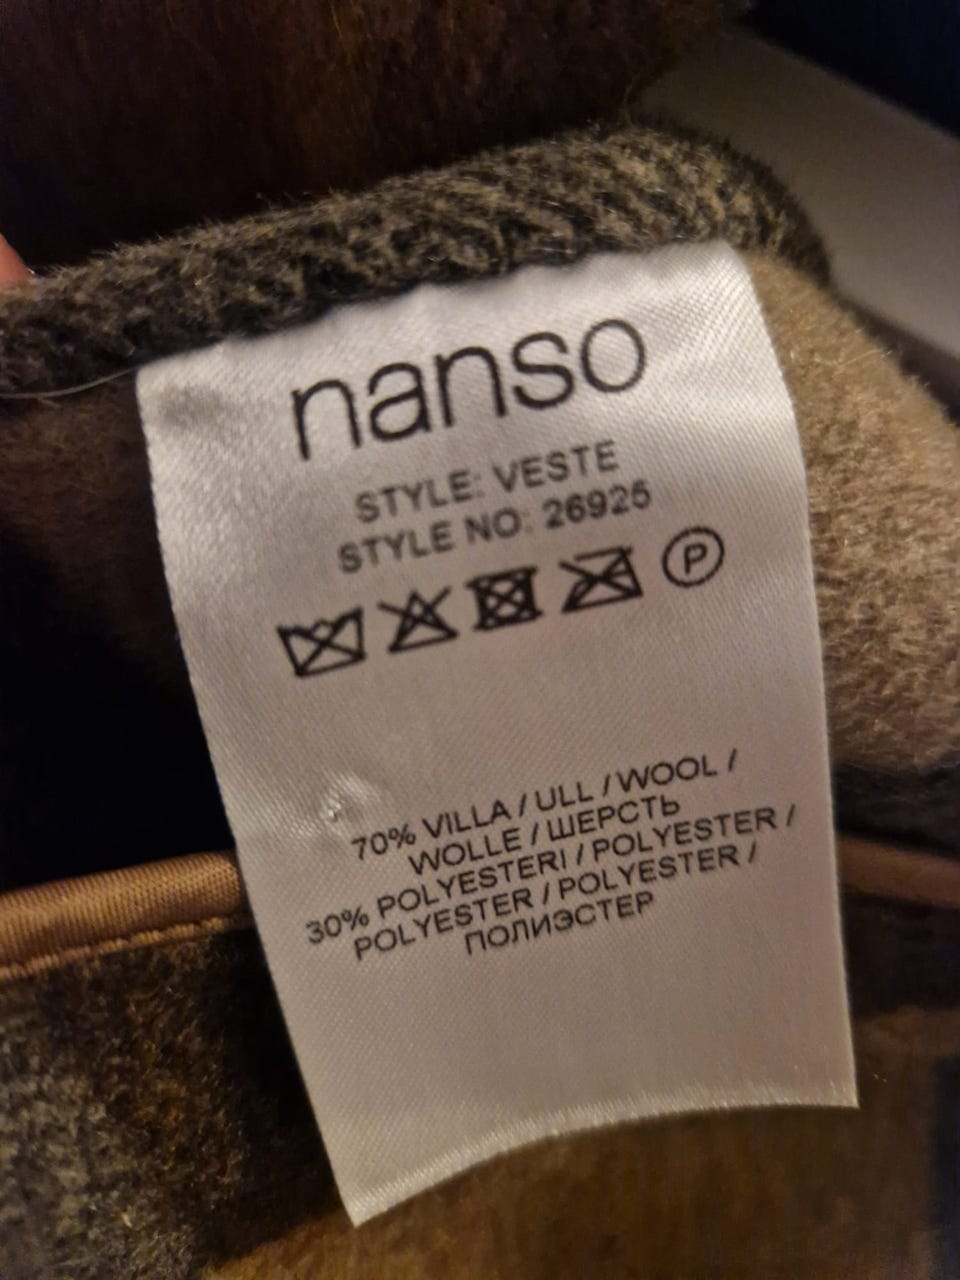 nanso
STYLE: VESTE
STYLE NO: 26925
P
70% VILLA / ULL / WOOL /
WOLLE / ШЕРСТЬ
30% POLYESTERI / POLYESTER /
POLYESTER / POLYESTER /
ПОЛИЭСТЕР